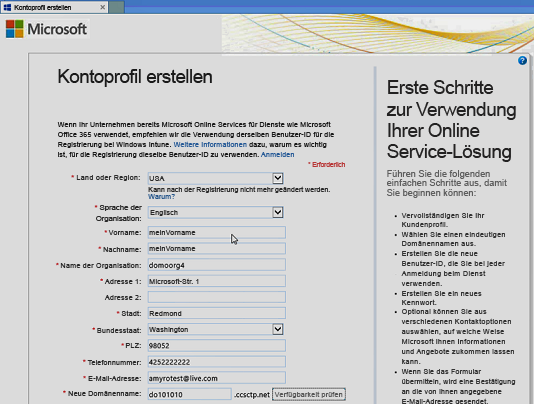 Kontoprofil erstellen
Microsoft
Kontoprofil erstellen
Wenn Ihr Unternehmen bereits Microsoft Online Services für Dienste wie Microsoft
Office 365 verwendet, empfehlen wir die Verwendung derselben Benutzer-ID für die
Registrierung bei Windows Intune. Weitere Informationen dazu, warum es wichtig
ist, für die Registrierung dieselbe Benutzer-ID zu verwenden. Anmelden
* Erforderlich
* Land oder Region: USA
Kann nach der Registrierung nicht mehr geändert werden.
Warum?
* Sprache der
Organisation: Englisch
* Vorname: meinVorname
* Nachname: meinVorname
* Name der Organisation: domoorg4
* Adresse 1: Microsoft-Str. 1
Adresse 2:
* Stadt: Redmond
* Bundesstaat: Washington
* PLZ: 98052
* Telefonnummer: 4252222222
* E-Mail-Adresse: amyrotest@live.com
* Neue Domänenname: do101010 .ccsctp.net Verfügbarkeit prüfen
?
Erste Schritte
zur Verwendung
Ihrer Online
Service-Lösung
Führen Sie die folgenden
einfachen Schritte aus, damit
Sie beginnen können:
• Vervollständigen Sie Ihr
Kundenprofil.
• Wählen Sie einen eindeutigen
Domänennamen aus.
• Erstellen Sie die neue
Benutzer-ID, die Sie bei jeder
Anmeldung beim Dienst
verwenden.
• Erstellen Sie ein neues
Kennwort.
• Optional können Sie aus
verschiedenen Kontaktoptionen
auswählen, auf welche Weise
Microsoft Ihnen Informationen
und Angebote zukommen lassen
kann.
• Wenn Sie das Formular
übermitteln, wird eine Bestätigung
an die von Ihnen angegebene
E-Mail-Adresse gesendet.